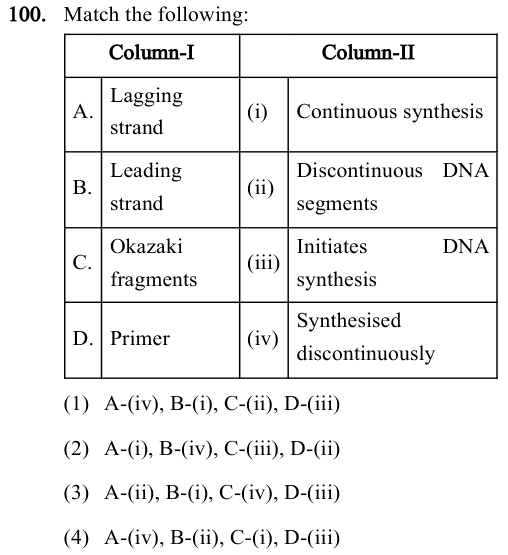 100. Match the following:
Column-I Column-II
A. Lagging strand (i) Continuous synthesis
B. Leading strand (ii) Discontinuous DNA segments
C. Okazaki fragments (iii) Initiates DNA synthesis
D. Primer (iv) Synthesised discontinuously
(1) A-(iv), B-(i), C-(ii), D-(iii)
(2) A-(i), B-(iv), C-(iii), D-(ii)
(3) A-(ii), B-(i), C-(iv), D-(iii)
(4) A-(iv), B-(ii), C-(i), D-(iii)